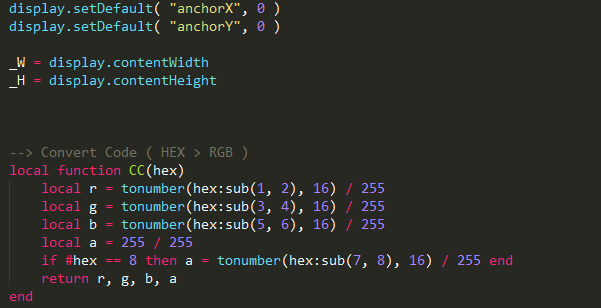 display.setDefault( "anchorX", 0 )
display.setDefault( "anchorY", 0 )
_W = display.contentWidth
_H = display.contentHeight
--> Convert Code ( HEX > RGB )
local function CC(hex)
    local r = tonumber(hex:sub(1, 2), 16) / 255
    local g = tonumber(hex:sub(3, 4), 16) / 255
    local b = tonumber(hex:sub(5, 6), 16) / 255
    local a = 255 / 255
    if #hex == 8 then a = tonumber(hex:sub(7, 8), 16) / 255 end
    return r, g, b, a
end